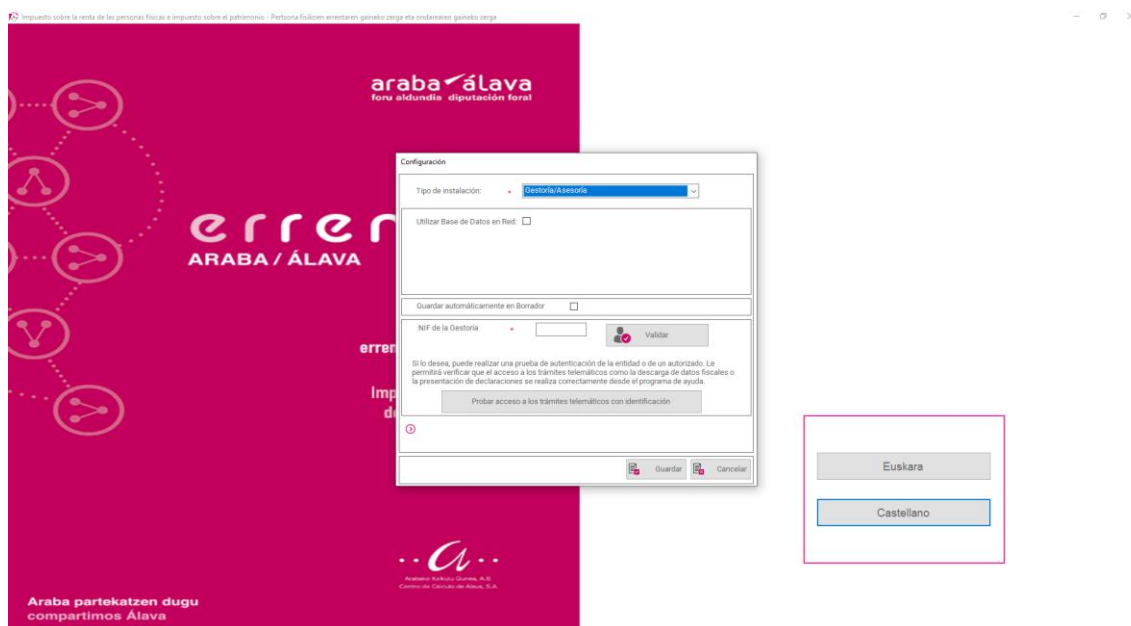 Impuesto sobre la renta de las personas físicas e impuesto sobre el patrimonio - Pertsona fisikoen errentaren gaineko zerga eta ondarearen gaineko zerga
araba álava
foru aldundia diputación foral
erren
ARABA / ÁLAVA
erren
Imp
d
Configuración
Tipo de instalación: * Gestoría/Asesoría
Utilizar Base de Datos en Red:
Guardar automáticamente en Borrador
NIF de la Gestoría *
Validar
Si lo desea, puede realizar una prueba de autenticación de la entidad o de un autorizado. Le
permitirá verificar que el acceso a los trámites telemáticos como la descarga de datos fiscales o
la presentación de declaraciones se realiza correctamente desde el programa de ayuda.
Probar acceso a los trámites telemáticos con identificación
Guardar Cancelar
Euskara
Castellano
Arabako Kalkulu Gunea, A.B.
Centro de Cálculo de Álava, S.A.
Araba partekatzen dugu
compartimos Álava